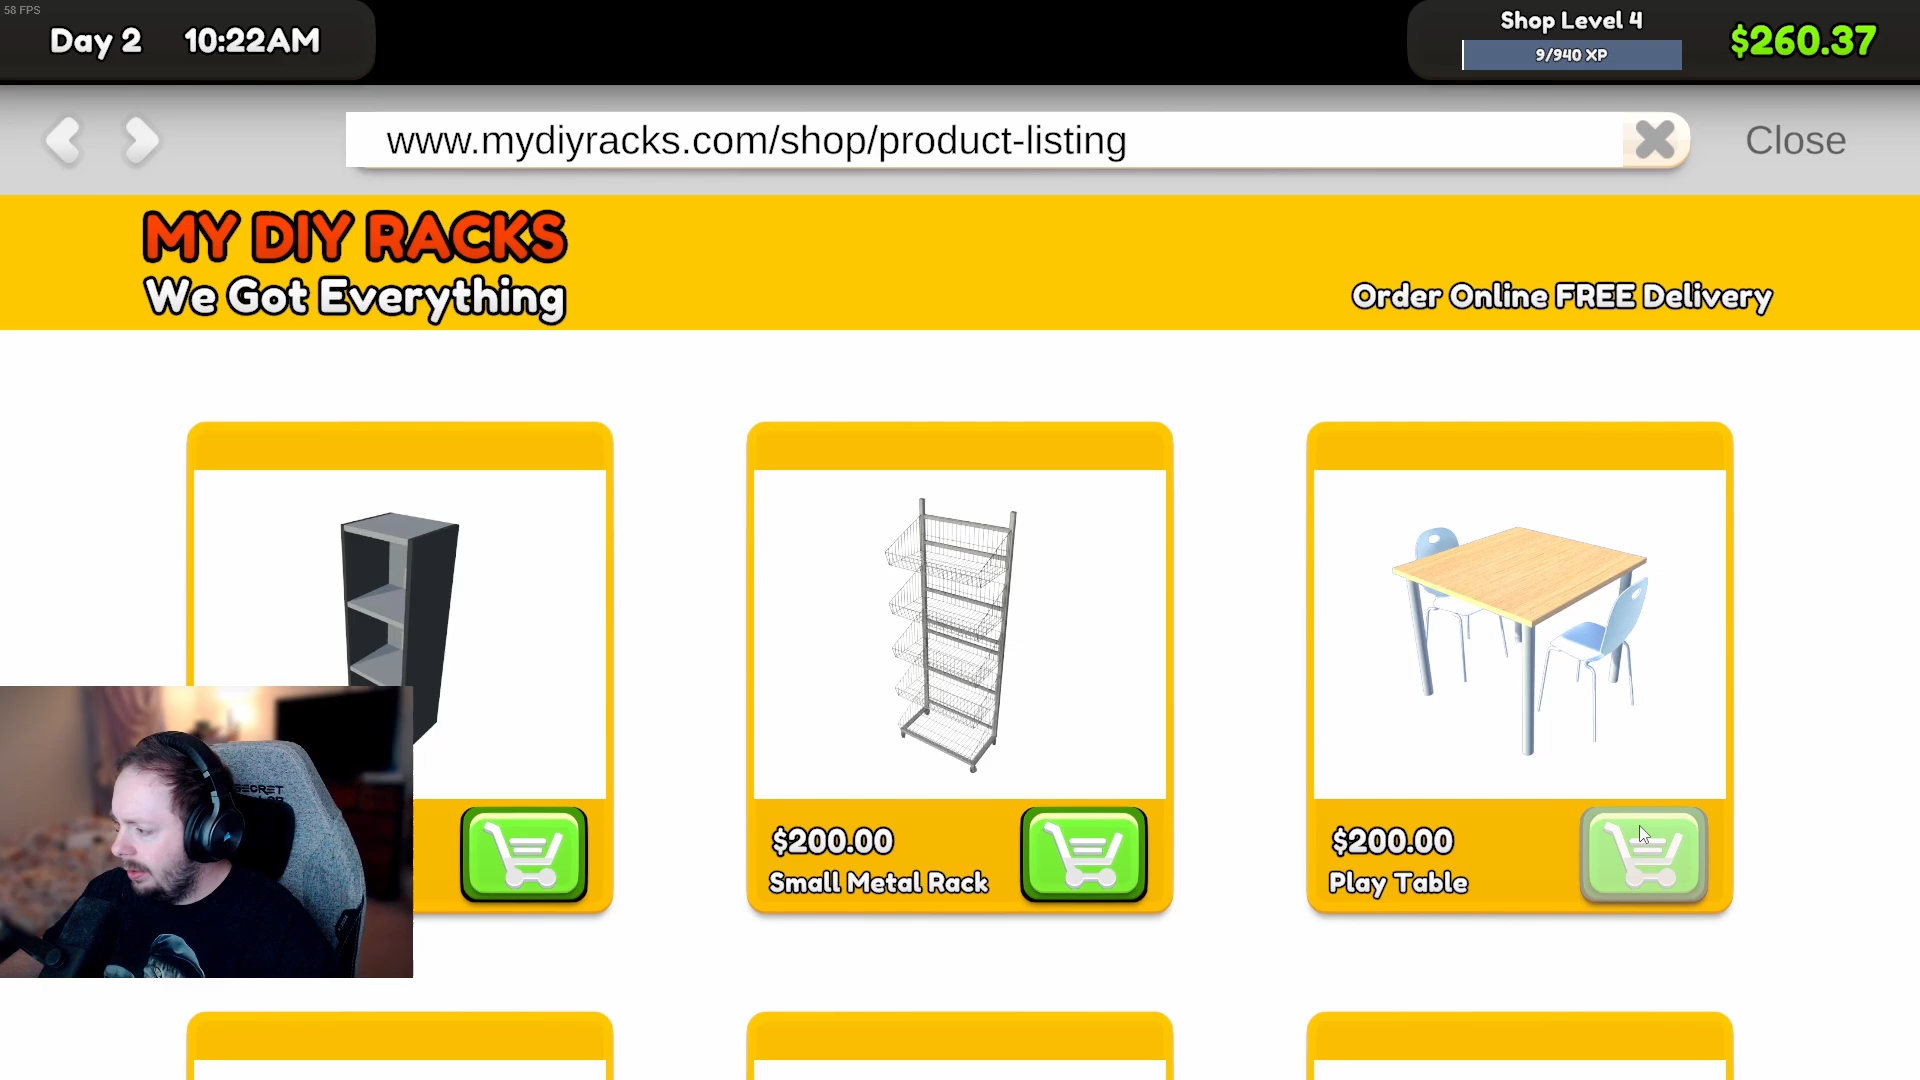 58 FPS
Day 2 10:22AM
Shop Level 4
9/940 XP
$260.37
www.mydiyracks.com/shop/product-listing
Close
MY DIY RACKS
We Got Everything
Order Online FREE Delivery
$200.00
Small Metal Rack
$200.00
Play Table
SECRET